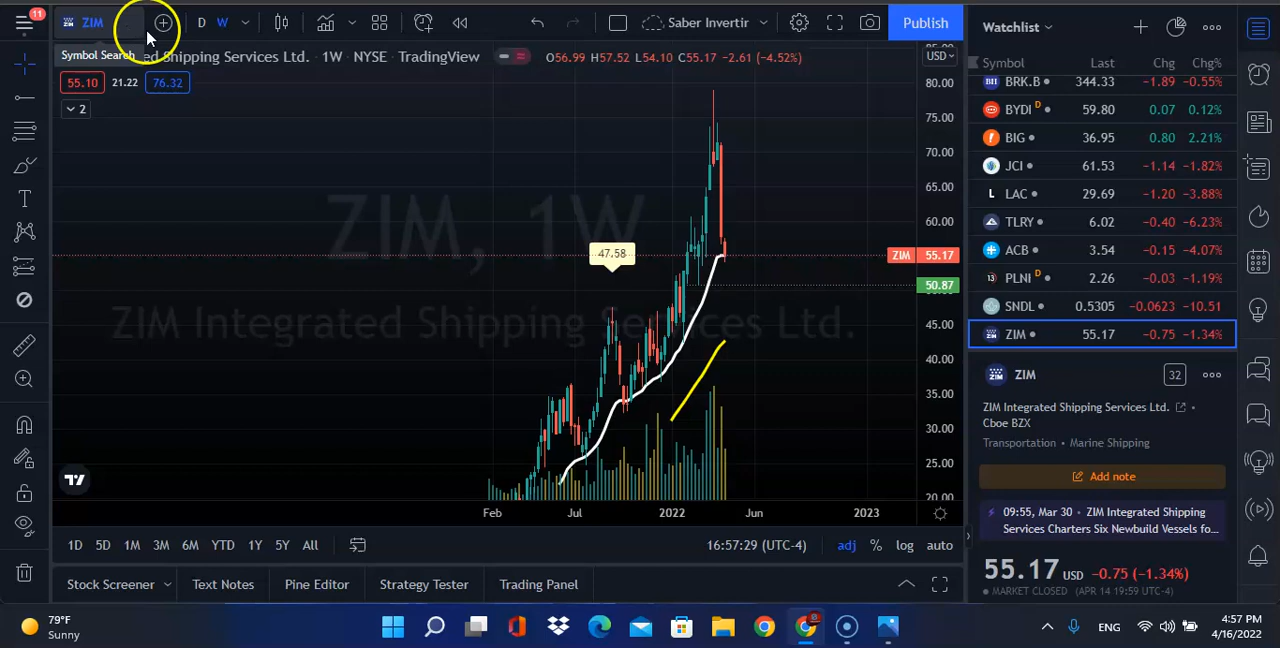 11
ZIM
D W
Saber Invertir
Publish
Symbol Search
ed Shipping Services Ltd. · 1W · NYSE · TradingView
O56.99 H57.52 L54.10 C55.17 -2.61 (-4.52%)
55.10 21.22 76.32
2
USD
85.00
80.00
75.00
70.00
65.00
60.00
ZIM 55.17
50.87
45.00
40.00
35.00
30.00
25.00
20.00
ZIM, 1W
ZIM Integrated Shipping Services Ltd.
47.58
Feb Jul 2022 Jun 2023
1D 5D 1M 3M 6M YTD 1Y 5Y All
16:57:29 (UTC-4) adj % log auto
Stock Screener Text Notes Pine Editor Strategy Tester Trading Panel
Watchlist
Symbol Last Chg Chg%
BRK.B 344.33 -1.89 -0.55%
BYDI D 59.80 0.07 0.12%
BIG 36.95 0.80 2.21%
JCI 61.53 -1.14 -1.82%
L LAC 29.69 -1.20 -3.88%
TLRY 6.02 -0.40 -6.23%
ACB 3.54 -0.15 -4.07%
13 PLNI D 2.26 -0.03 -1.19%
SNDL 0.5305 -0.0623 -10.51
ZIM ZIM 55.17 -0.75 -1.34%
ZIM ZIM 32
ZIM Integrated Shipping Services Ltd. •
Cboe BZX
Transportation • Marine Shipping
Add note
09:55, Mar 30 • ZIM Integrated Shipping
Services Charters Six Newbuild Vessels fo...
55.17 USD -0.75 (-1.34%)
MARKET CLOSED (APR 14 19:59 UTC-4)
79°F
Sunny
ENG
4:57 PM
4/16/2022